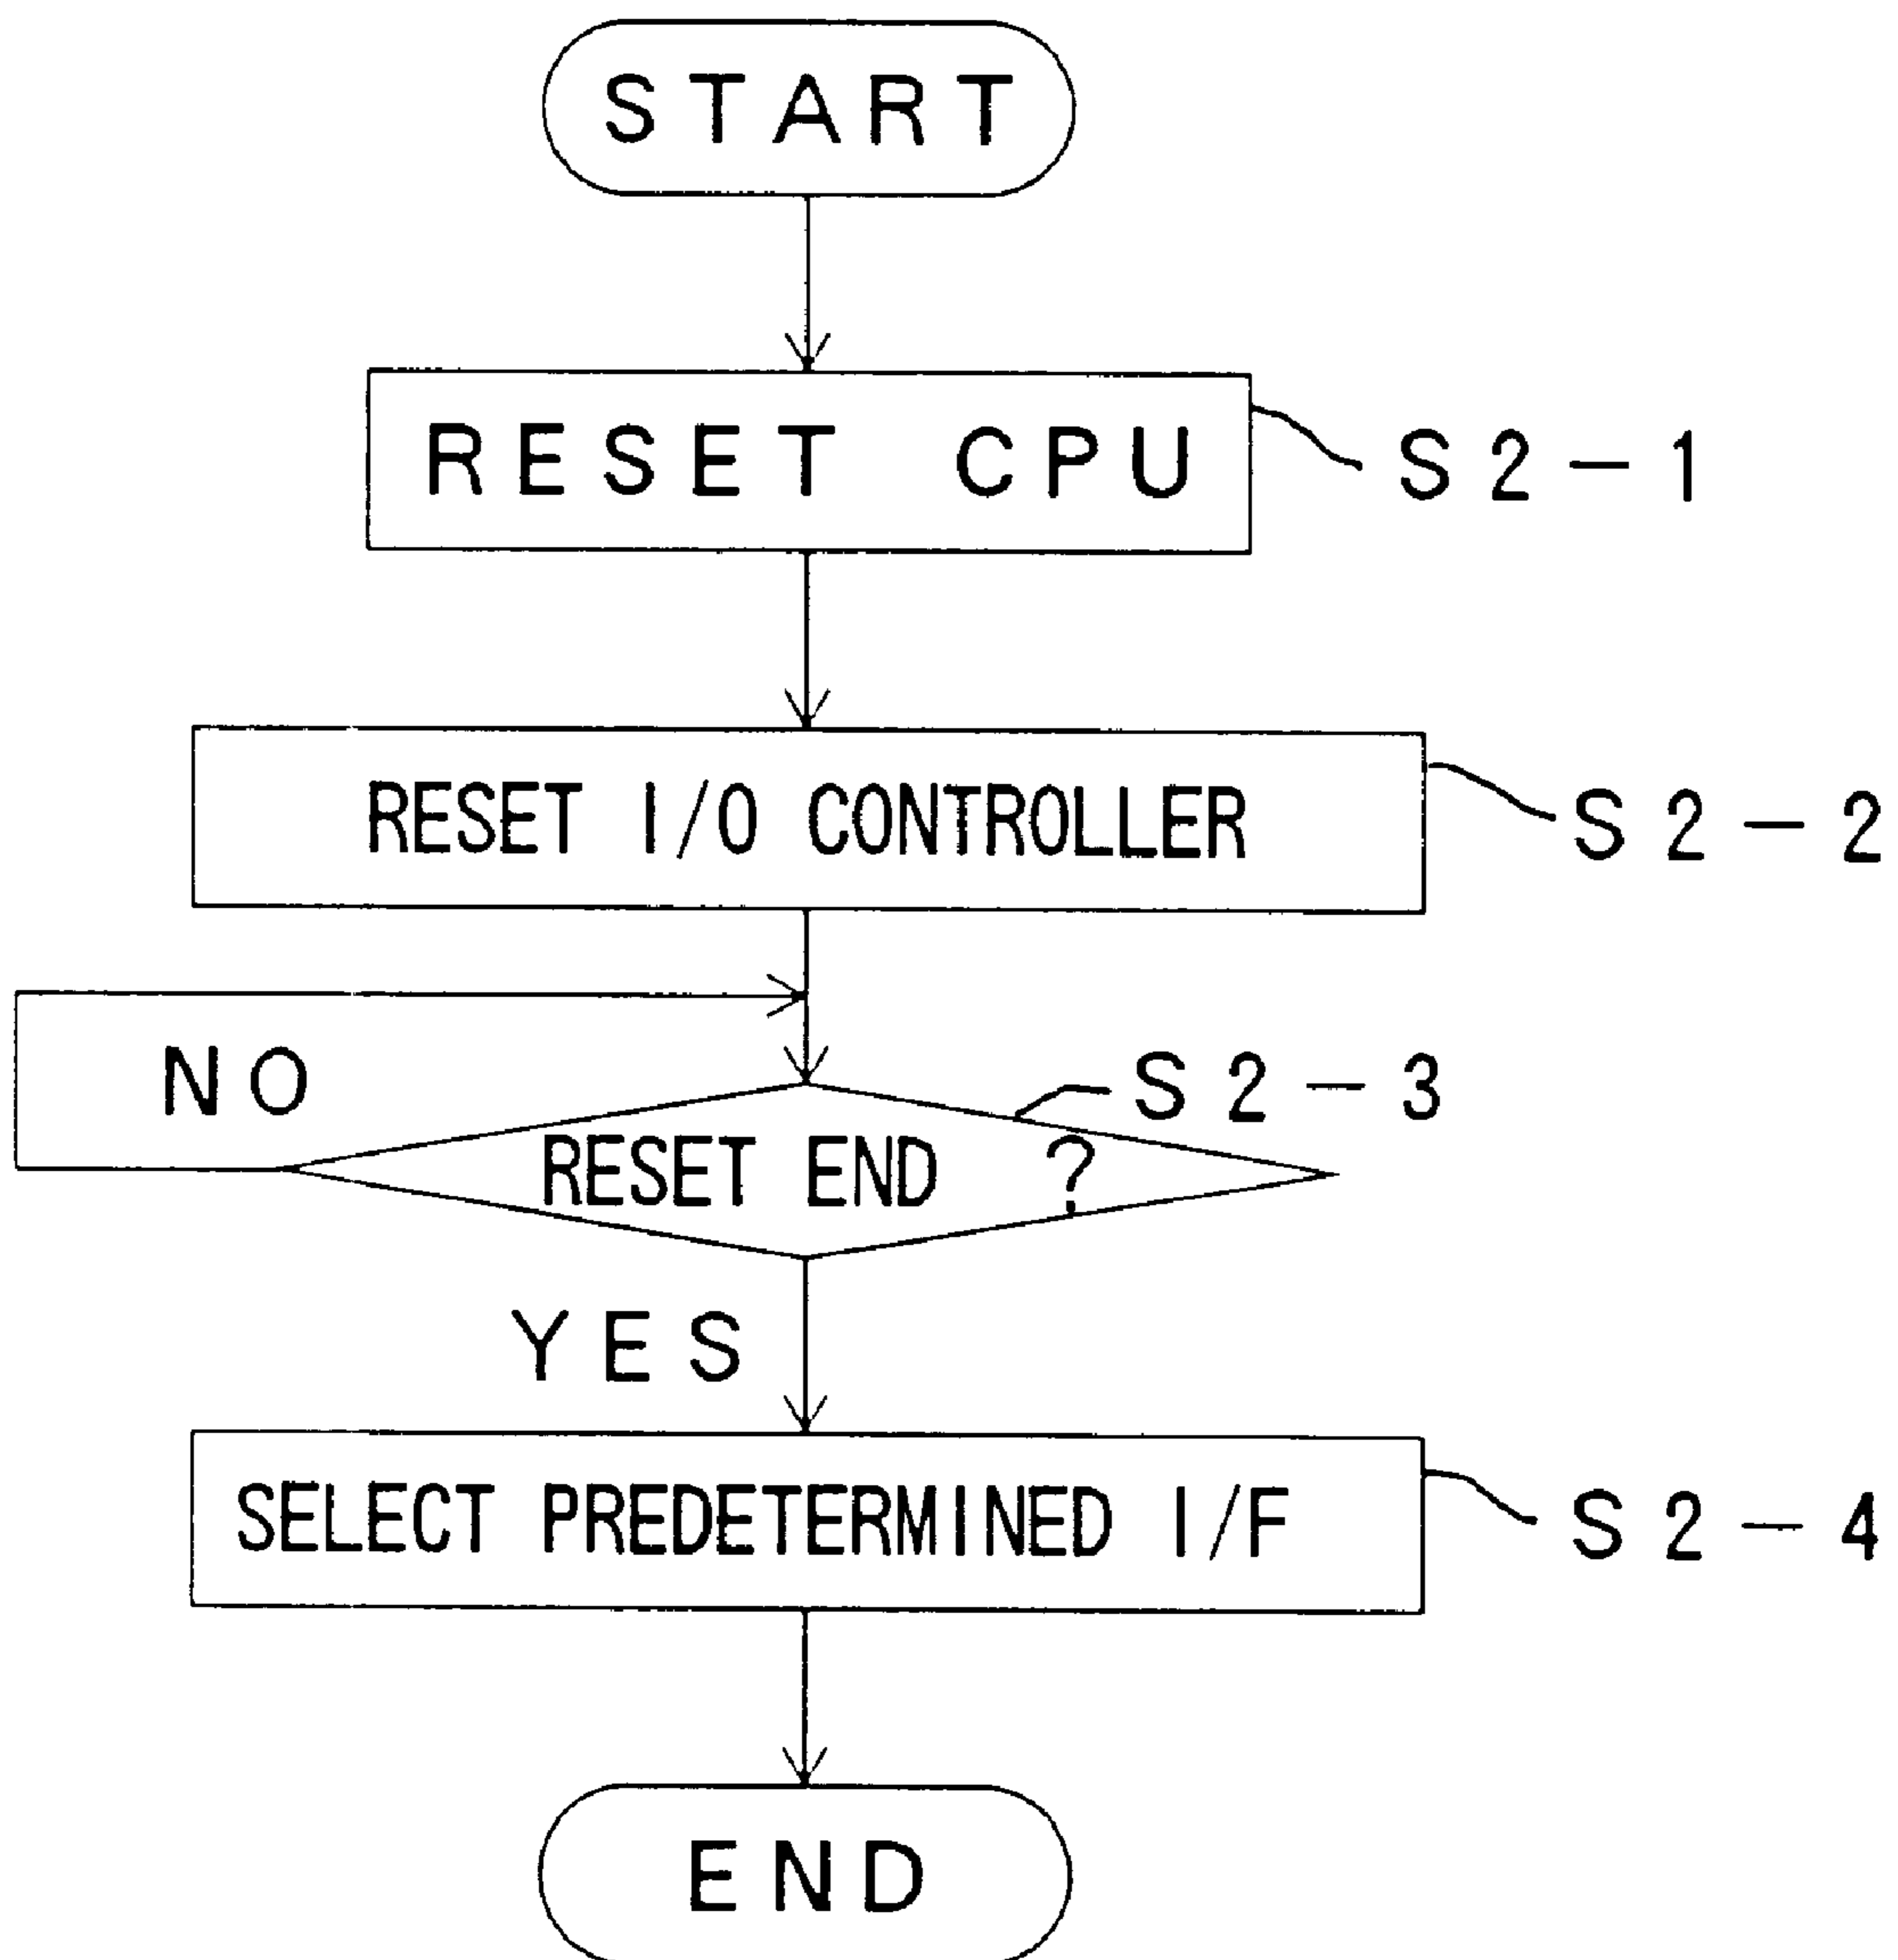 START
RESET CPU
S2-1
RESET I/O CONTROLLER
S2-2
NO
S2-3
RESET END ?
YES
SELECT PREDETERMINED I/F
S2-4
END